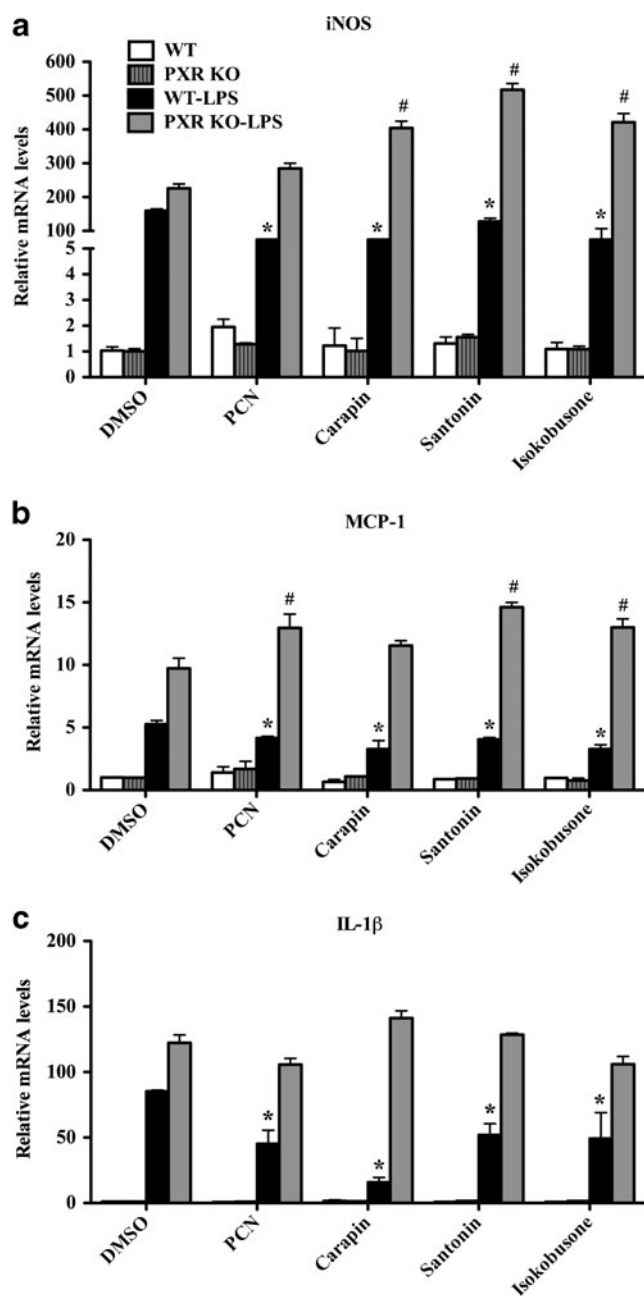 a
iNOS
WT
PXR KO
WT-LPS
PXR KO-LPS
Relative mRNA levels
600
500
400
300
200
100
5
4
3
2
1
0
#
#
#
*
*
*
*
DMSO
PCN
Carapin
Santonin
Isokobusone
b
MCP-1
Relative mRNA levels
20
15
10
5
0
#
#
#
*
*
*
*
DMSO
PCN
Carapin
Santonin
Isokobusone
c
IL-1β
Relative mRNA levels
200
150
100
50
0
*
*
*
*
DMSO
PCN
Carapin
Santonin
Isokobusone